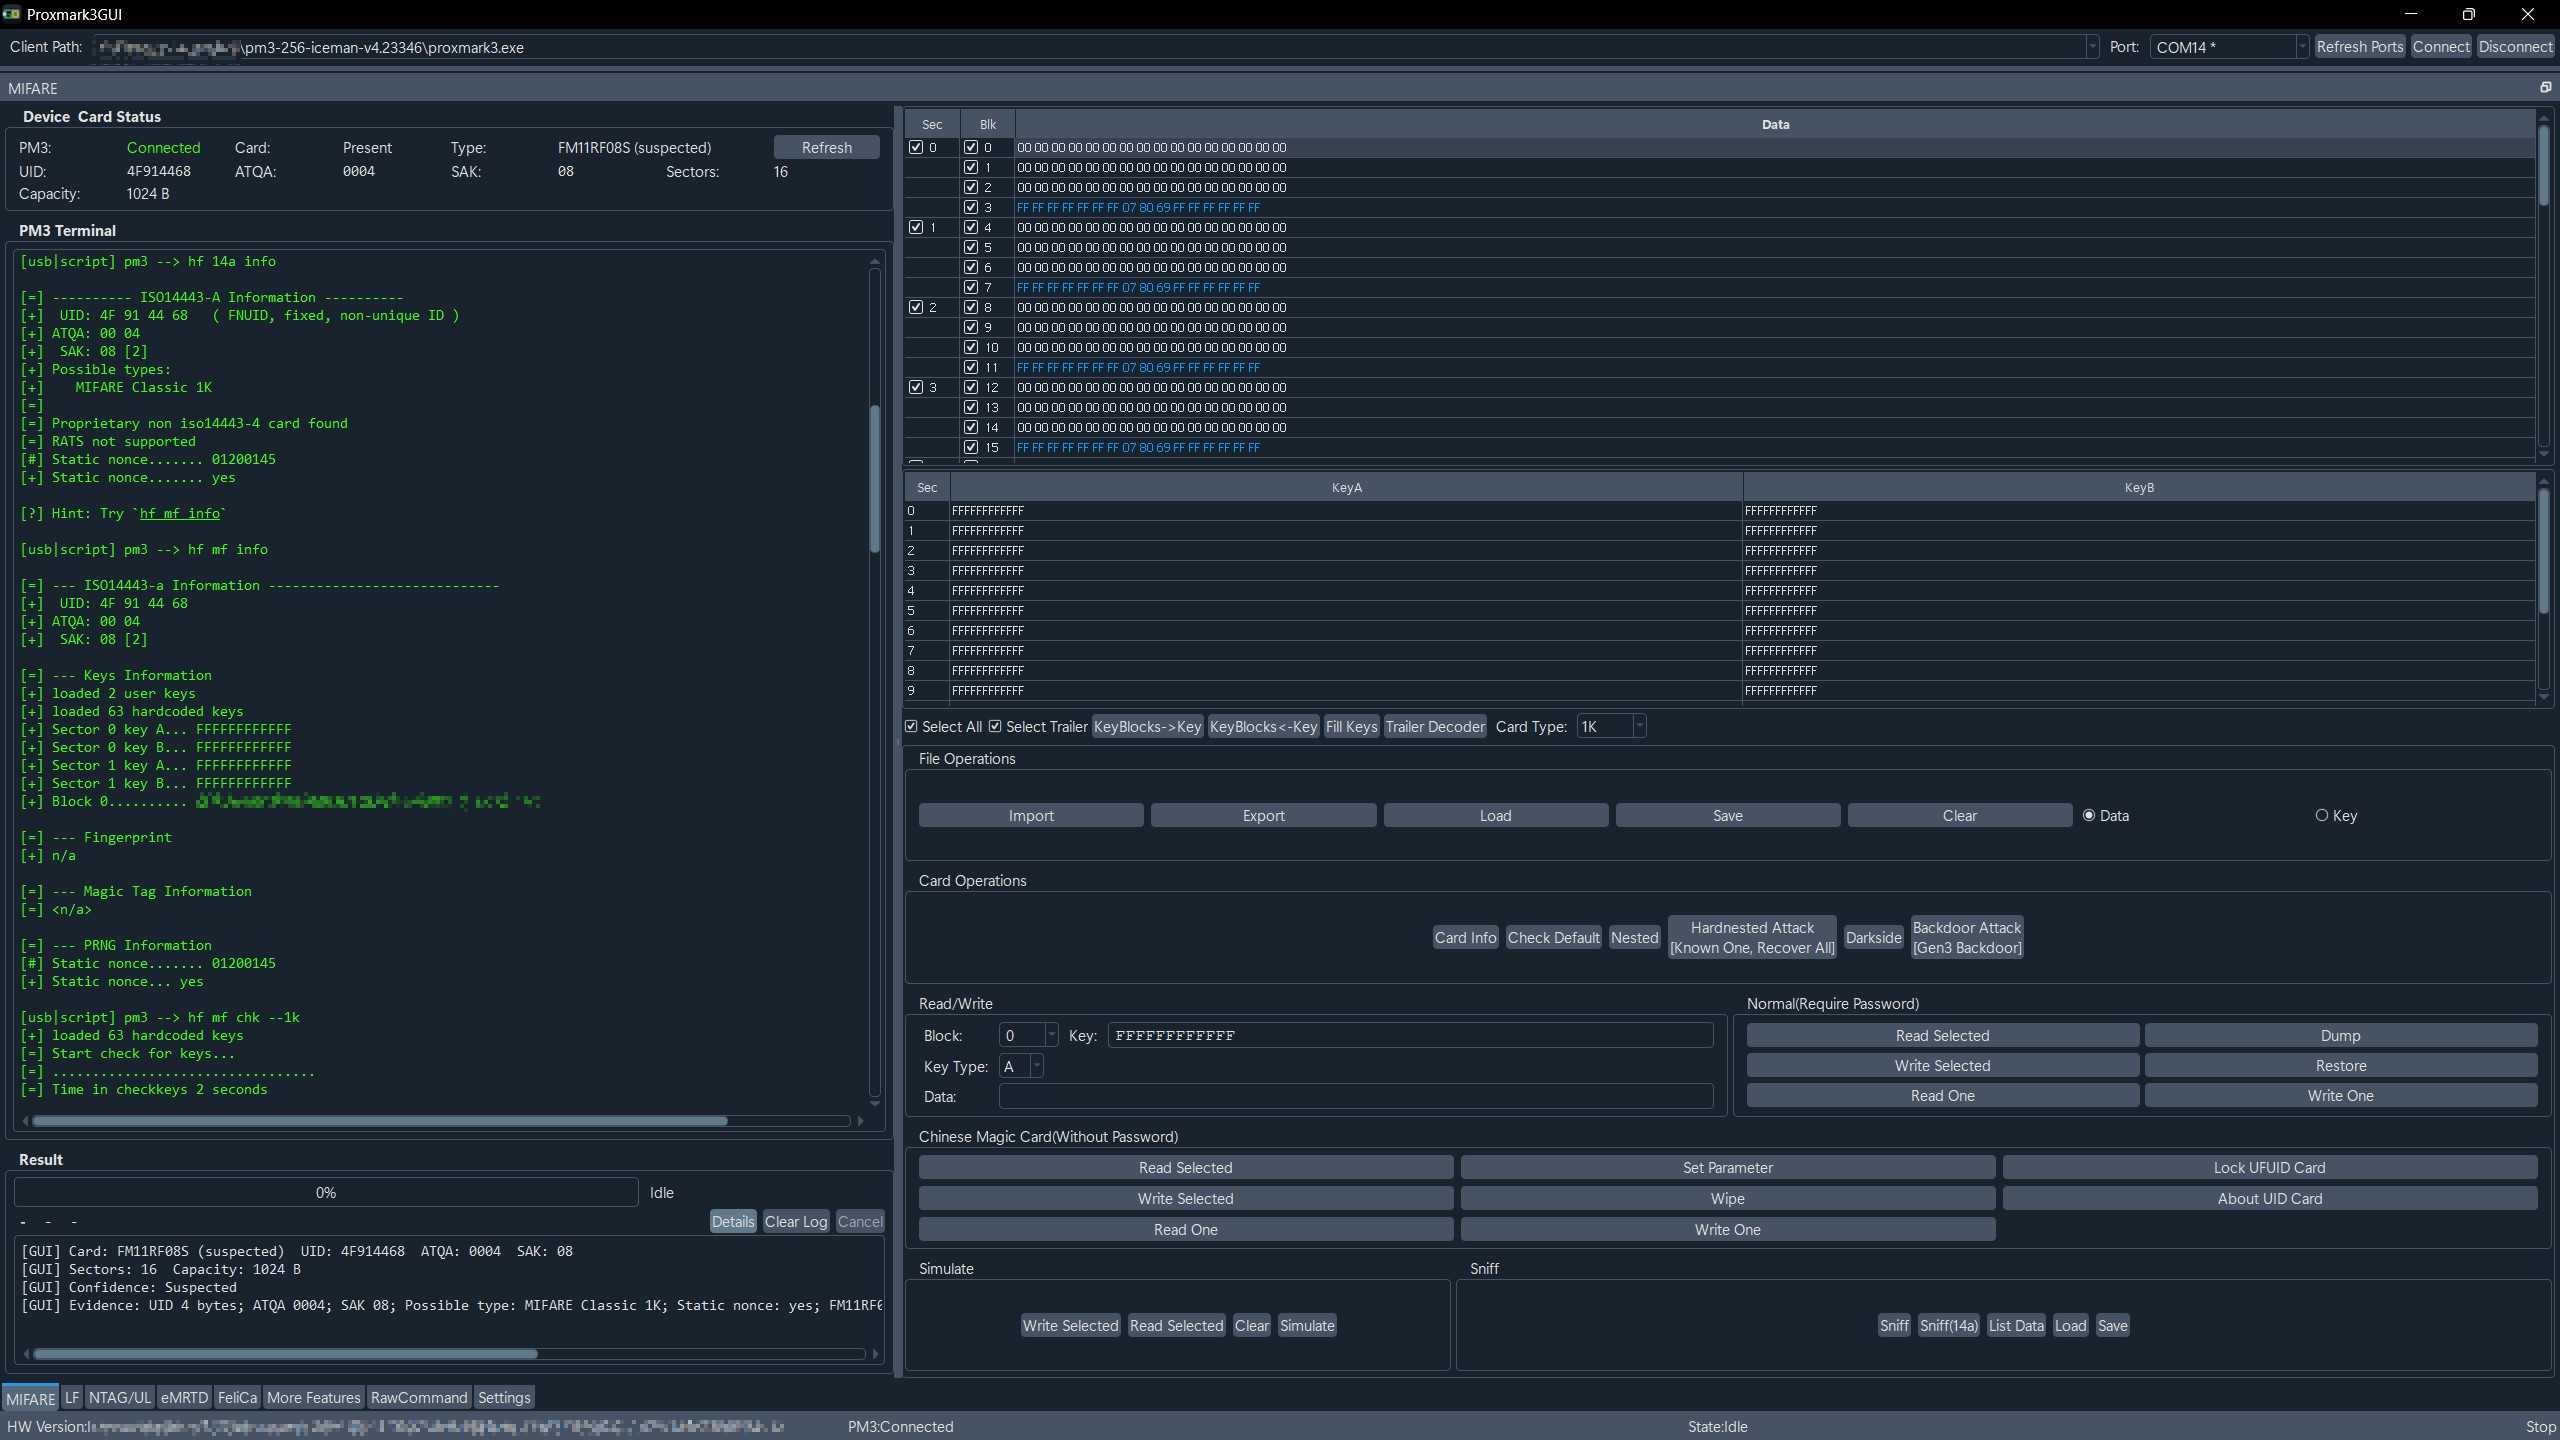 Proxmark3GUI
Client Path: \pm3-256-iceman-v4.23346\proxmark3.exe Port: COM14 * Refresh Ports Connect Disconnect
MIFARE
Device Card Status
PM3: Connected Card: Present Type: FM11RF08S (suspected) Refresh
UID: 4F914468 ATQA: 0004 SAK: 08 Sectors: 16
Capacity: 1024 B
PM3 Terminal
[usb|script] pm3 --> hf 14a info
[=] ---------- ISO14443-A Information ----------
[+] UID: 4F 91 44 68 ( FNUID, fixed, non-unique ID )
[+] ATQA: 00 04
[+] SAK: 08 [2]
[+] Possible types:
[+] MIFARE Classic 1K
[=]
[=] Proprietary non iso14443-4 card found
[=] RATS not supported
[#] Static nonce....... 01200145
[+] Static nonce....... yes
[?] Hint: Try `hf mf info`
[usb|script] pm3 --> hf mf info
[=] --- ISO14443-a Information -----------------------------
[+] UID: 4F 91 44 68
[+] ATQA: 00 04
[+] SAK: 08 [2]
[=] --- Keys Information
[+] loaded 2 user keys
[+] loaded 63 hardcoded keys
[+] Sector 0 key A... FFFFFFFFFFFF
[+] Sector 0 key B... FFFFFFFFFFFF
[+] Sector 1 key A... FFFFFFFFFFFF
[+] Sector 1 key B... FFFFFFFFFFFF
[+] Block 0..........
[=] --- Fingerprint
[+] n/a
[=] --- Magic Tag Information
[=] <n/a>
[=] --- PRNG Information
[#] Static nonce....... 01200145
[+] Static nonce... yes
[usb|script] pm3 --> hf mf chk --1k
[+] loaded 63 hardcoded keys
[=] Start check for keys...
[=] .................................
[=] Time in checkkeys 2 seconds
Result
0% Idle
- - -
Details Clear Log Cancel
[GUI] Card: FM11RF08S (suspected) UID: 4F914468 ATQA: 0004 SAK: 08
[GUI] Sectors: 16 Capacity: 1024 B
[GUI] Confidence: Suspected
[GUI] Evidence: UID 4 bytes; ATQA 0004; SAK 08; Possible type: MIFARE Classic 1K; Static nonce: yes;
Sec Blk Data
0 0 00 00 00 00 00 00 00 00 00 00 00 00 00 00 00 00
1 00 00 00 00 00 00 00 00 00 00 00 00 00 00 00 00
2 00 00 00 00 00 00 00 00 00 00 00 00 00 00 00 00
3 FF FF FF FF FF FF FF 07 80 69 FF FF FF FF FF FF
1 4 00 00 00 00 00 00 00 00 00 00 00 00 00 00 00 00
5 00 00 00 00 00 00 00 00 00 00 00 00 00 00 00 00
6 00 00 00 00 00 00 00 00 00 00 00 00 00 00 00 00
7 FF FF FF FF FF FF FF 07 80 69 FF FF FF FF FF FF
2 8 00 00 00 00 00 00 00 00 00 00 00 00 00 00 00 00
9 00 00 00 00 00 00 00 00 00 00 00 00 00 00 00 00
10 00 00 00 00 00 00 00 00 00 00 00 00 00 00 00 00
11 FF FF FF FF FF FF FF 07 80 69 FF FF FF FF FF FF
3 12 00 00 00 00 00 00 00 00 00 00 00 00 00 00 00 00
13 00 00 00 00 00 00 00 00 00 00 00 00 00 00 00 00
14 00 00 00 00 00 00 00 00 00 00 00 00 00 00 00 00
15 FF FF FF FF FF FF FF 07 80 69 FF FF FF FF FF FF
Sec KeyA KeyB
0 FFFFFFFFFFFF FFFFFFFFFFFF
1 FFFFFFFFFFFF FFFFFFFFFFFF
2 FFFFFFFFFFFF FFFFFFFFFFFF
3 FFFFFFFFFFFF FFFFFFFFFFFF
4 FFFFFFFFFFFF FFFFFFFFFFFF
5 FFFFFFFFFFFF FFFFFFFFFFFF
6 FFFFFFFFFFFF FFFFFFFFFFFF
7 FFFFFFFFFFFF FFFFFFFFFFFF
8 FFFFFFFFFFFF FFFFFFFFFFFF
9 FFFFFFFFFFFF FFFFFFFFFFFF
Select All Select Trailer KeyBlocks->Key KeyBlocks<-Key Fill Keys Trailer Decoder Card Type: 1K
File Operations
Import Export Load Save Clear Data Key
Card Operations
Card Info Check Default Nested Hardnested Attack [Known One, Recover All] Darkside Backdoor Attack [Gen3 Backdoor]
Read/Write
Block: 0 Key: FFFFFFFFFFFF
Key Type: A
Data:
Normal(Require Password)
Read Selected Dump
Write Selected Restore
Read One Write One
Chinese Magic Card(Without Password)
Read Selected Set Parameter Lock UFUID Card
Write Selected Wipe About UID Card
Read One Write One
Simulate
Write Selected Read Selected Clear Simulate
Sniff
Sniff Sniff(14a) List Data Load Save
MIFARE LF NTAG/UL eMRTD FeliCa More Features RawCommand Settings
HW Version: PM3:Connected State:Idle Stop